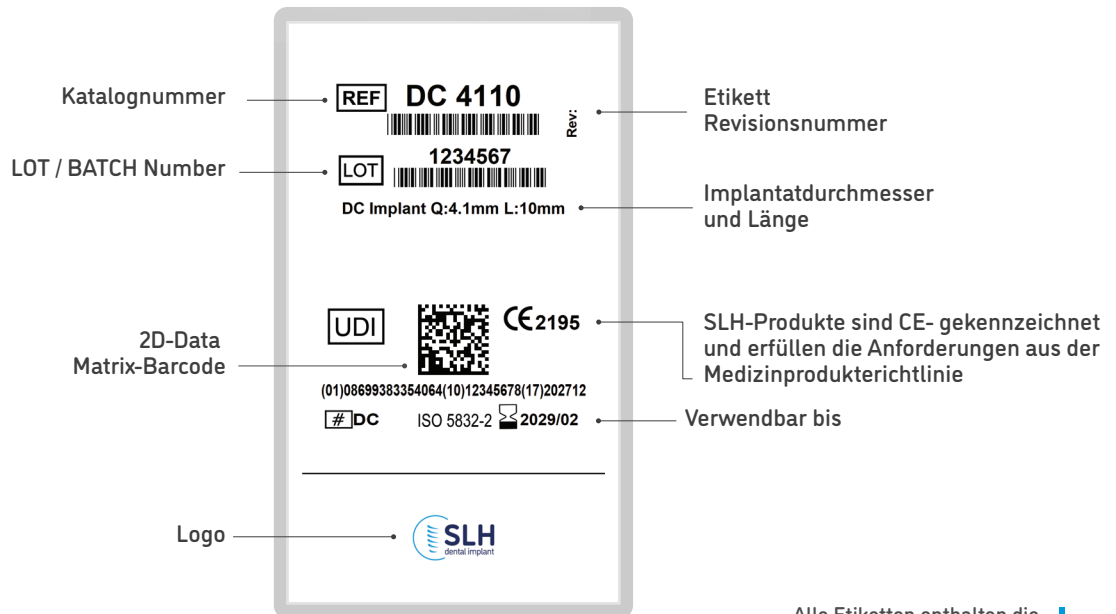 Katalognummer
REF DC 4110
Rev:
Etikett
Revisionsnummer
LOT / BATCH Number
LOT 1234567
DC Implant Q:4.1mm L:10mm
Implantatdurchmesser
und Länge
2D-Data
Matrix-Barcode
UDI
CE 2195
SLH-Produkte sind CE- gekennzeichnet
und erfüllen die Anforderungen aus der
Medizinprodukterichtlinie
(01)08699383354064(10)12345678(17)202712
# DC ISO 5832-2 2029/02
Verwendbar bis
Logo
SLH
dental implant
Alle Etiketten enthalten die